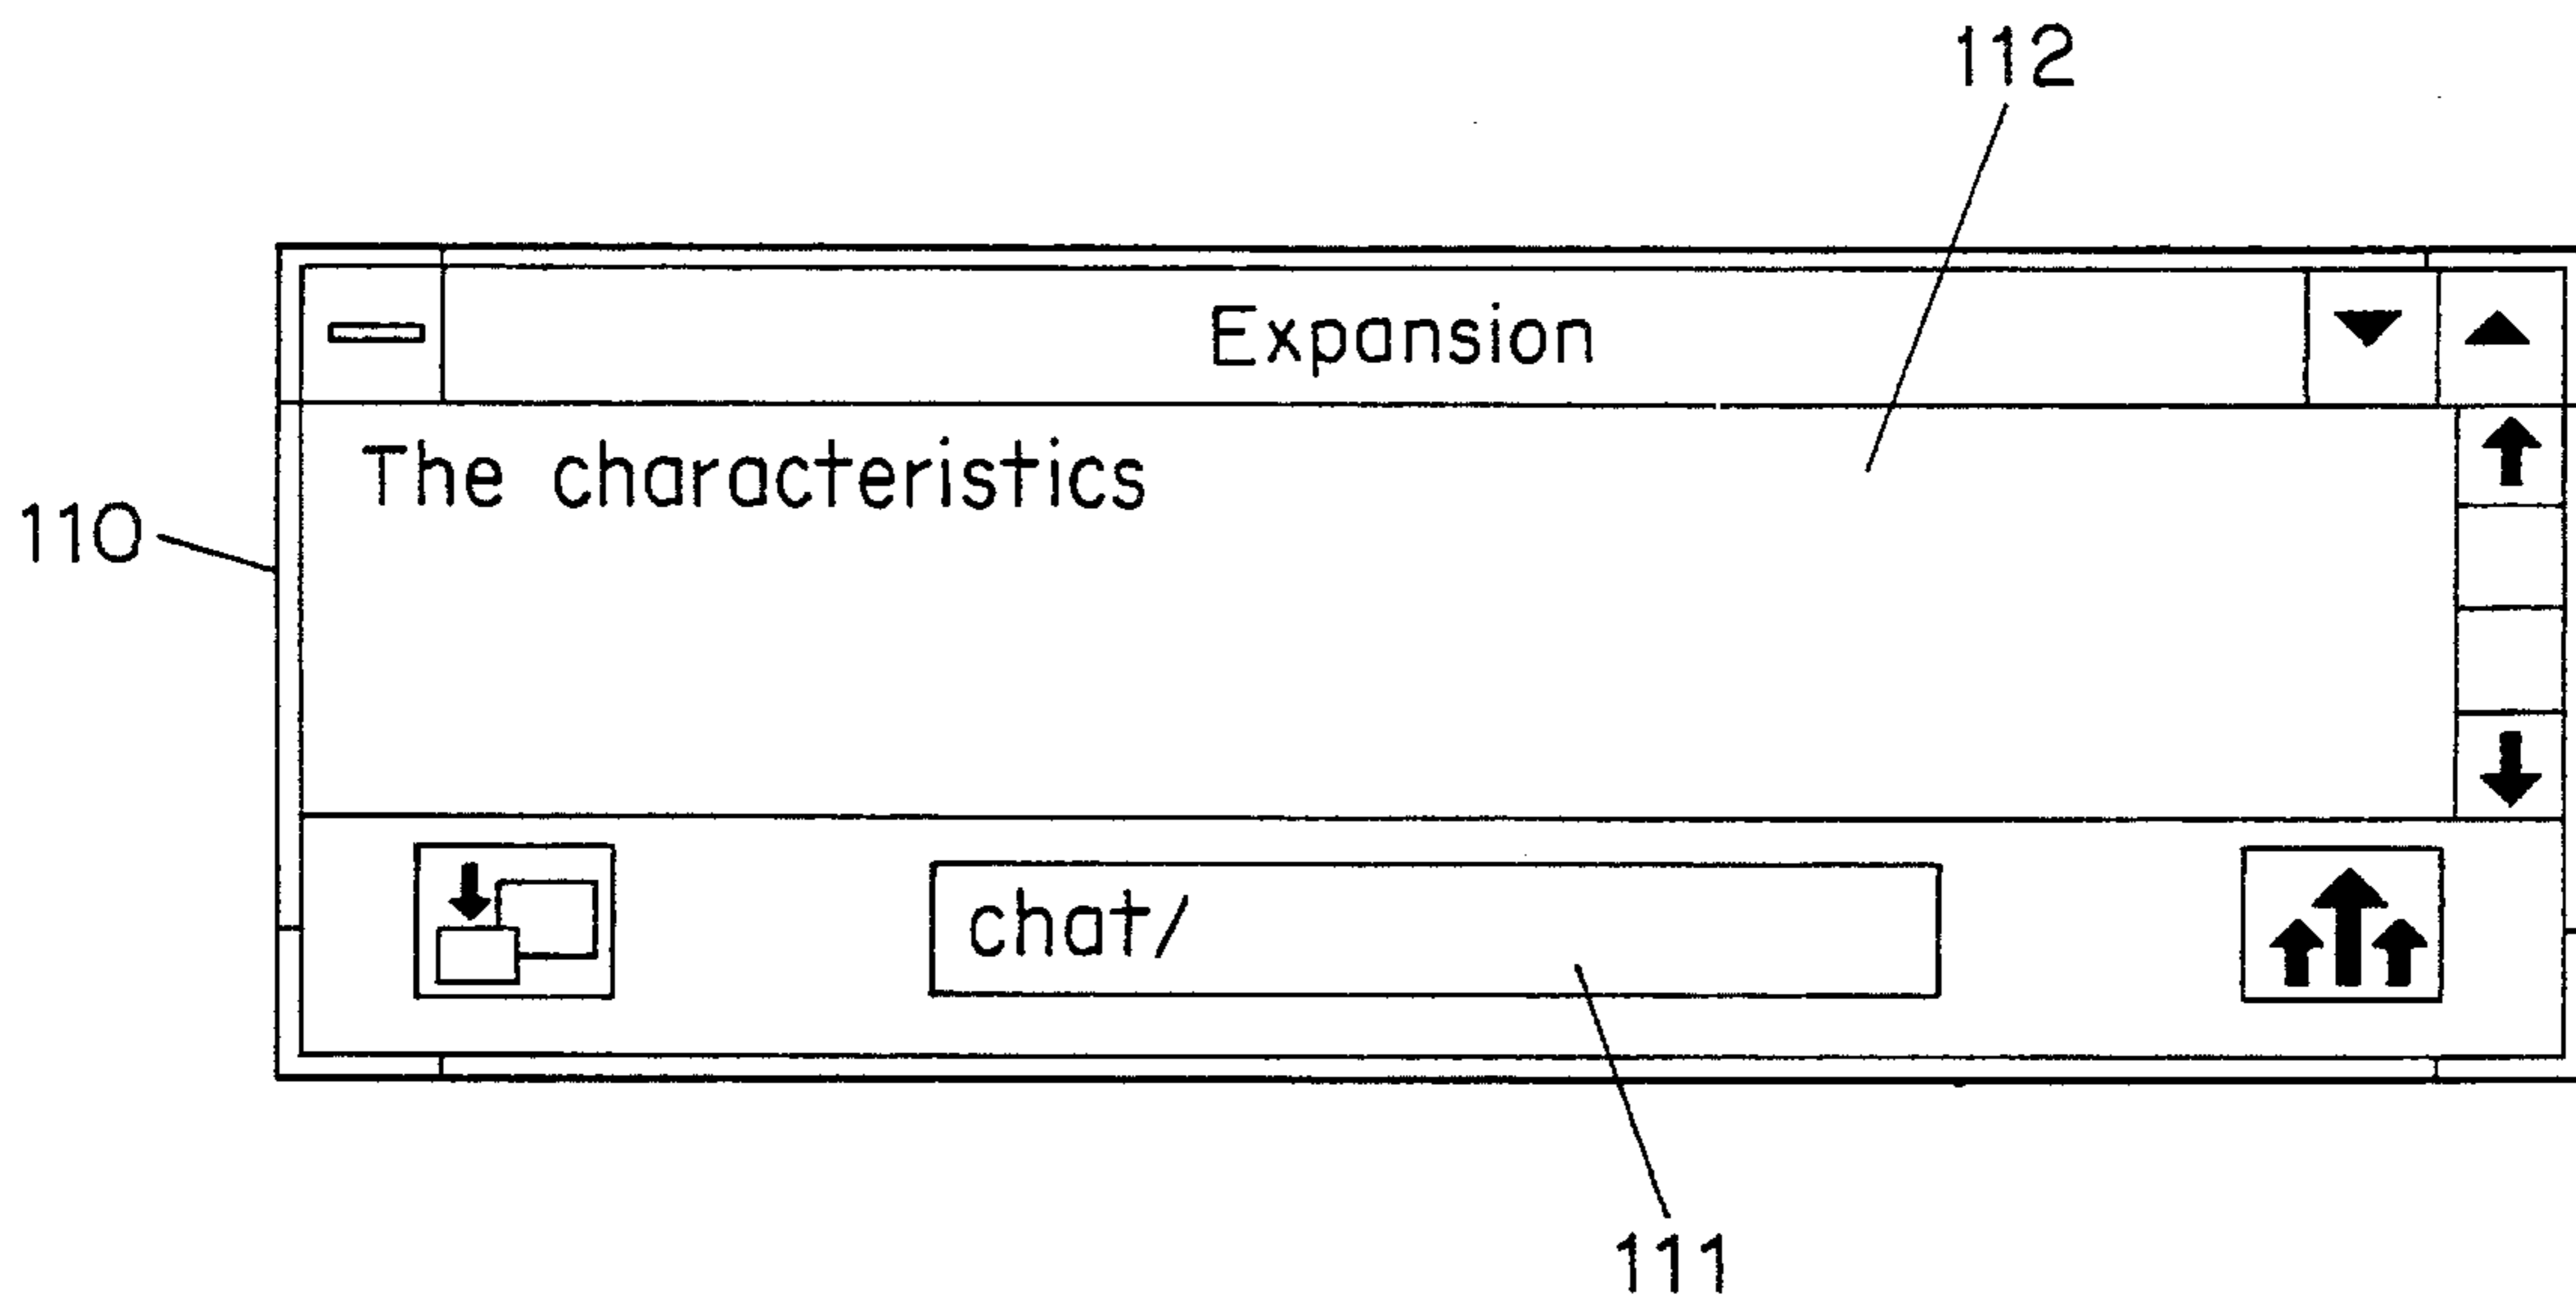 112
Expansion
The characteristics
110
chat/
111